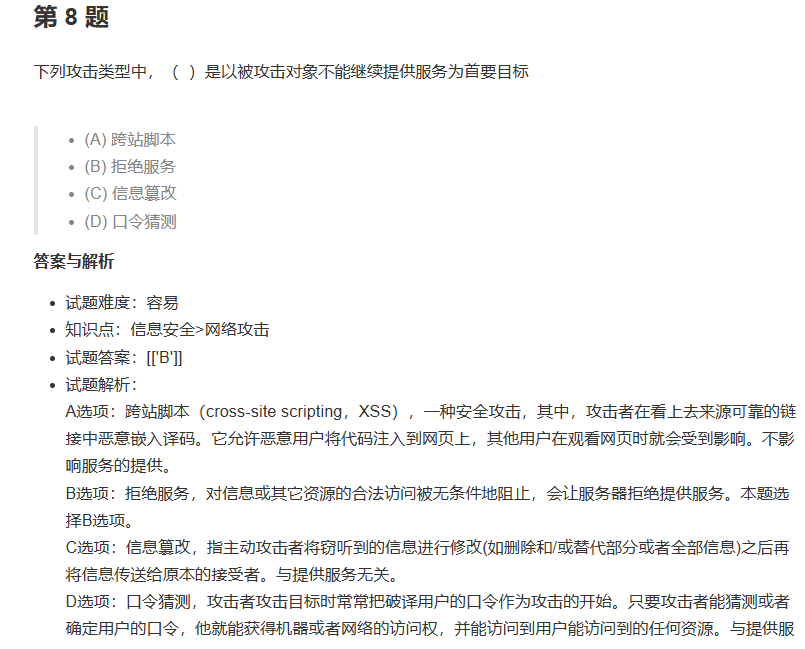 第 8 题
下列攻击类型中，（ ）是以被攻击对象不能继续提供服务为首要目标
(A) 跨站脚本
(B) 拒绝服务
(C) 信息篡改
(D) 口令猜测
答案与解析
试题难度：容易
知识点：信息安全>网络攻击
试题答案：[['B']]
试题解析：
A选项：跨站脚本（cross-site scripting，XSS），一种安全攻击，其中，攻击者在看上去来源可靠的链
接中恶意嵌入译码。它允许恶意用户将代码注入到网页上，其他用户在观看网页时就会受到影响。不影
响服务的提供。
B选项：拒绝服务，对信息或其它资源的合法访问被无条件地阻止，会让服务器拒绝提供服务。本题选
择B选项。
C选项：信息篡改，指主动攻击者将窃听到的信息进行修改(如删除和/或替代部分或者全部信息)之后再
将信息传送给原本的接受者。与提供服务无关。
D选项：口令猜测，攻击者攻击目标时常常把破译用户的口令作为攻击的开始。只要攻击者能猜测或者
确定用户的口令，他就能获得机器或者网络的访问权，并能访问到用户能访问到的任何资源。与提供服